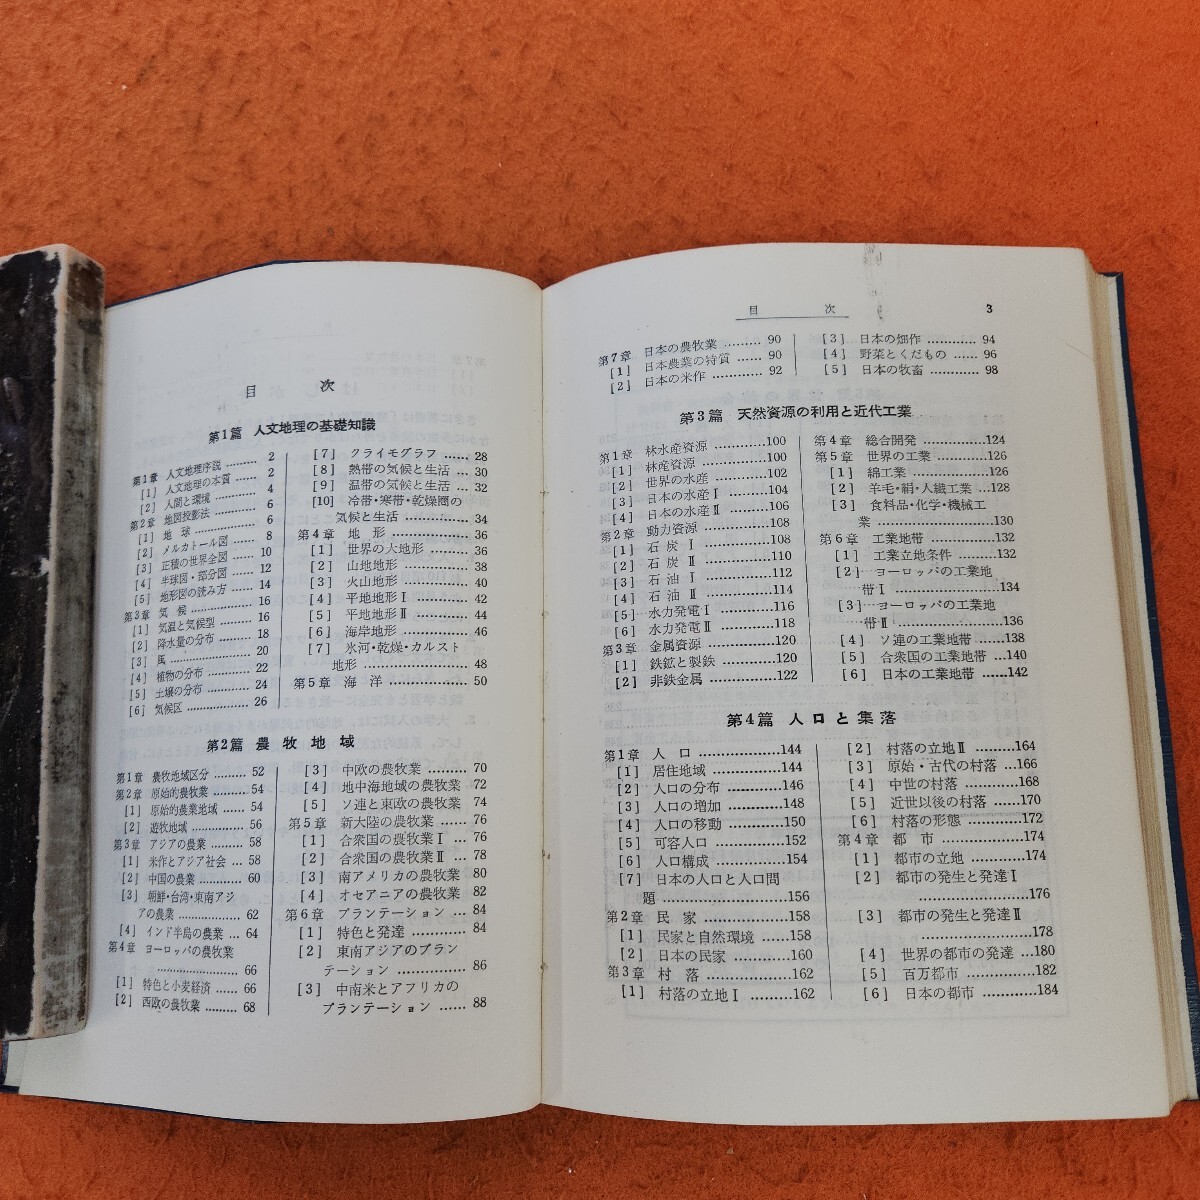 目 次
第1篇 人文地理の基礎知識
第1章 人文地理序説 ……… 2
[1] 人文地理の本質 …… 2
[2] 人間と環境 ……… 4
第2章 地図投影法 ……… 6
[1] 地 球 ……… 6
[2] メルカトール図 …… 8
[3] 正積の世界全図 …… 10
[4] 半球図・部分図 …… 12
[5] 地形図の読み方 …… 14
第3章 気 候 ……… 16
[1] 気温と気候型 ……… 16
[2] 降水量の分布 ……… 18
[3] 風 ……… 20
[4] 植物の分布 ……… 22
[5] 土壌の分布 ……… 24
[6] 気候区 ……… 26
[7] クライモグラフ …… 28
[8] 熱帯の気候と生活 … 30
[9] 温帯の気候と生活 … 32
[10] 冷帯・寒帯・乾燥圏の
気候と生活 ……… 34
第4章 地 形 ……… 36
[1] 世界の大地形 ……… 36
[2] 山地地形 ……… 38
[3] 火山地形 ……… 40
[4] 平地地形Ⅰ ……… 42
[5] 平地地形Ⅱ ……… 44
[6] 海岸地形 ……… 46
[7] 氷河・乾燥・カルスト
地形 ……… 48
第5章 海 洋 ……… 50
第2篇 農牧地域
第1章 農牧地域区分 ……… 52
第2章 原始的農牧業 ……… 54
[1] 原始的農業地域 …… 54
[2] 遊牧地域 ……… 56
第3章 アジアの農業 ……… 58
[1] 米作とアジア社会 … 58
[2] 中国の農業 ……… 60
[3] 朝鮮・台湾・東南アジ
アの農業 ……… 62
[4] インド半島の農業 … 64
第4章 ヨーロッパの農牧業
……… 66
[1] 特色と小麦経済 …… 66
[2] 西欧の農牧業 ……… 68
[3] 中欧の農牧業 ……… 70
[4] 地中海地域の農牧業 72
[5] ソ連と東欧の農牧業 74
第5章 新大陸の農牧業 …… 76
[1] 合衆国の農牧業Ⅰ … 76
[2] 合衆国の農牧業Ⅱ … 78
[3] 南アメリカの農牧業 80
[4] オセアニアの農牧業 82
第6章 プランテーション … 84
[1] 特色と発達 ……… 84
[2] 東南アジアのプラン
テーション ……… 86
[3] 中南米とアフリカの
プランテーション …… 88
目 次 3
第7章 日本の農牧業 ……… 90
[1] 日本農業の特質 …… 90
[2] 日本の米作 ……… 92
[3] 日本の畑作 ……… 94
[4] 野菜とくだもの …… 96
[5] 日本の牧畜 ……… 98
第3篇 天然資源の利用と近代工業
第1章 林水産資源 ………100
[1] 林産資源 ………100
[2] 世界の水産 ………102
[3] 日本の水産Ⅰ ………104
[4] 日本の水産Ⅱ ………106
第2章 動力資源 ………108
[1] 石 炭 Ⅰ ………108
[2] 石 炭 Ⅱ ………110
[3] 石 油 Ⅰ ………112
[4] 石 油 Ⅱ ………114
[5] 水力発電Ⅰ ………116
[6] 水力発電Ⅱ ………118
第3章 金属資源 ………120
[1] 鉄鉱と製鉄 ………120
[2] 非鉄金属 ………122
第4章 総合開発 ………124
第5章 世界の工業 ………126
[1] 綿工業 ………126
[2] 羊毛・絹・人繊工業 …128
[3] 食料品・化学・機械工
業 ………130
第6章 工業地帯 ………132
[1] 工業立地条件 ………132
[2] ヨーロッパの工業地
帯Ⅰ ………134
[3] ヨーロッパの工業地
帯Ⅱ ………136
[4] ソ連の工業地帯 ……138
[5] 合衆国の工業地帯 …140
[6] 日本の工業地帯 ……142
第4篇 人口と集落
第1章 人 口 ………144
[1] 居住地域 ………144
[2] 人口の分布 ………146
[3] 人口の増加 ………148
[4] 人口の移動 ………150
[5] 可容人口 ………152
[6] 人口構成 ………154
[7] 日本の人口と人口問
題 ………156
第2章 民 家 ………158
[1] 民家と自然環境 ……158
[2] 日本の民家 ………160
第3章 村 落 ………162
[1] 村落の立地Ⅰ ………162
[2] 村落の立地Ⅱ ………164
[3] 原始・古代の村落 …166
[4] 中世の村落 ………168
[5] 近世以後の村落 ……170
[6] 村落の形態 ………172
第4章 都 市 ………174
[1] 都市の立地 ………174
[2] 都市の発生と発達Ⅰ
………176
[3] 都市の発生と発達Ⅱ
………178
[4] 世界の都市の発達 …180
[5] 百万都市 ………182
[6] 日本の都市 ………184